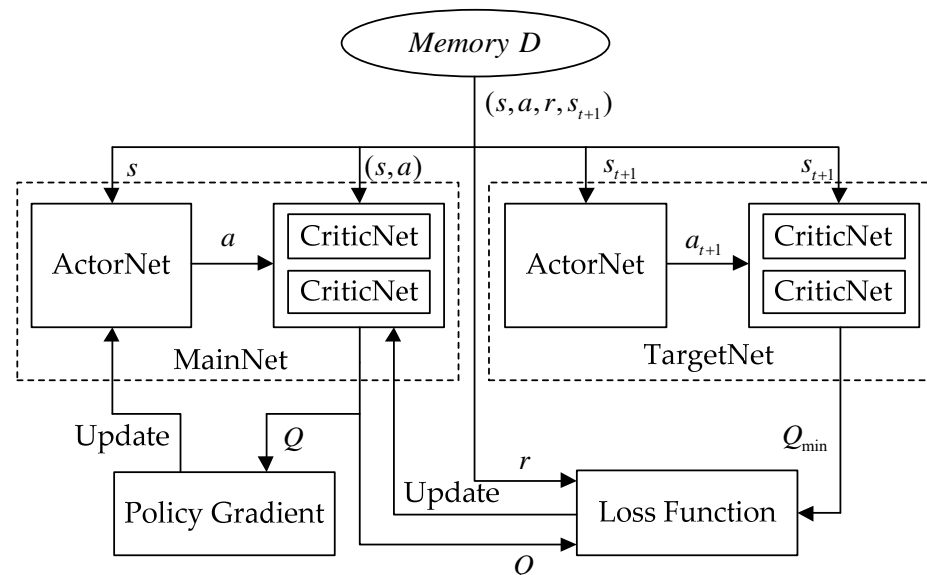 Memory D
(s, a, r, s_{t+1})
s
(s, a)
s_{t+1}
s_{t+1}
ActorNet
a
CriticNet
CriticNet
ActorNet
a_{t+1}
CriticNet
CriticNet
MainNet
TargetNet
Update
Q
Q_{min}
r
Policy Gradient
Update
Loss Function
O